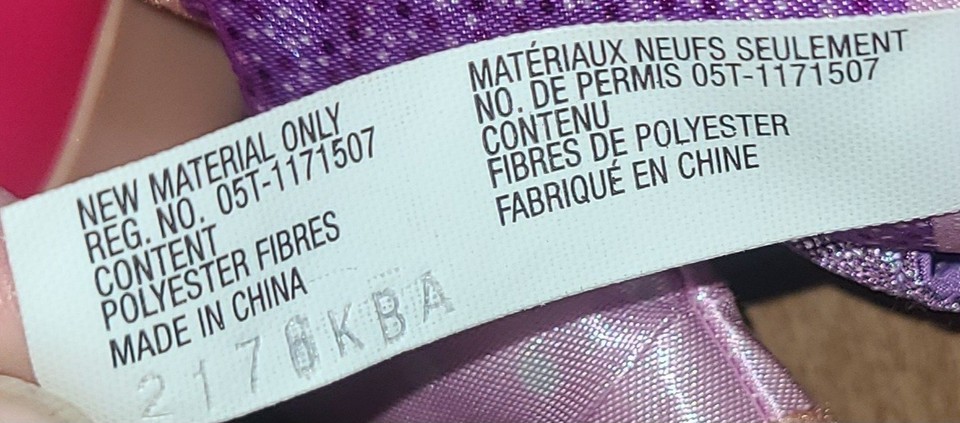 NEW MATERIAL ONLY
REG. NO. 05T-1171507
CONTENT
POLYESTER FIBRES
MADE IN CHINA
MATÉRIAUX NEUFS SEULEMENT
NO. DE PERMIS 05T-1171507
CONTENU
FIBRES DE POLYESTER
FABRIQUÉ EN CHINE